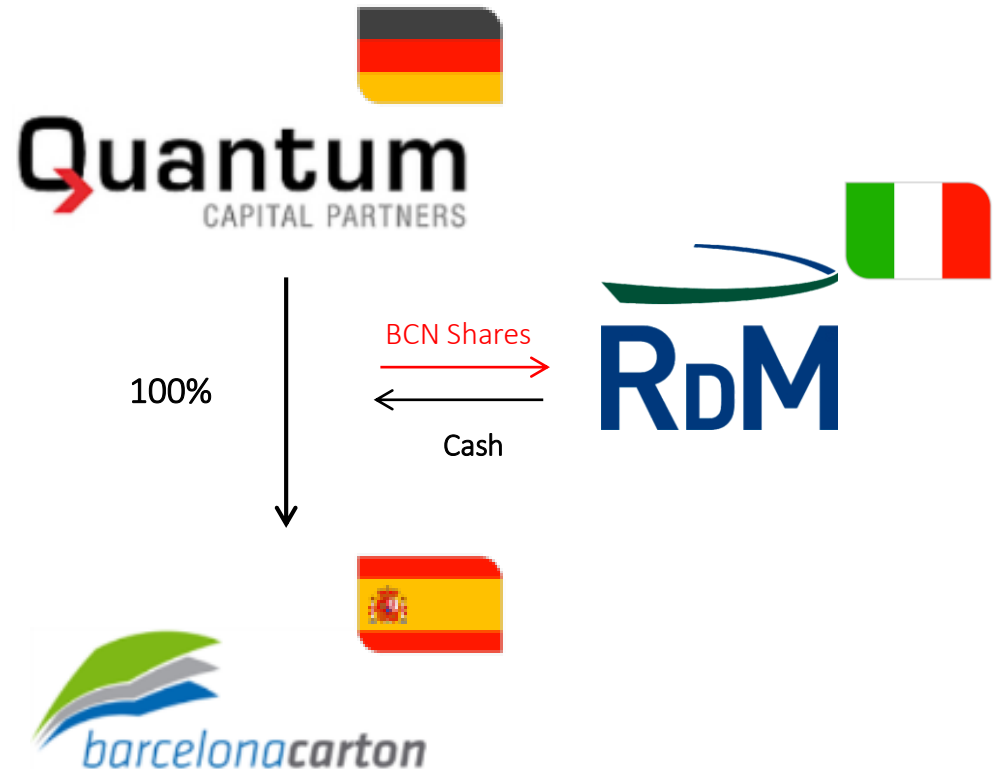 Quantum
CAPITAL PARTNERS
BCN Shares
RDM
100%
Cash
barcelonacarton